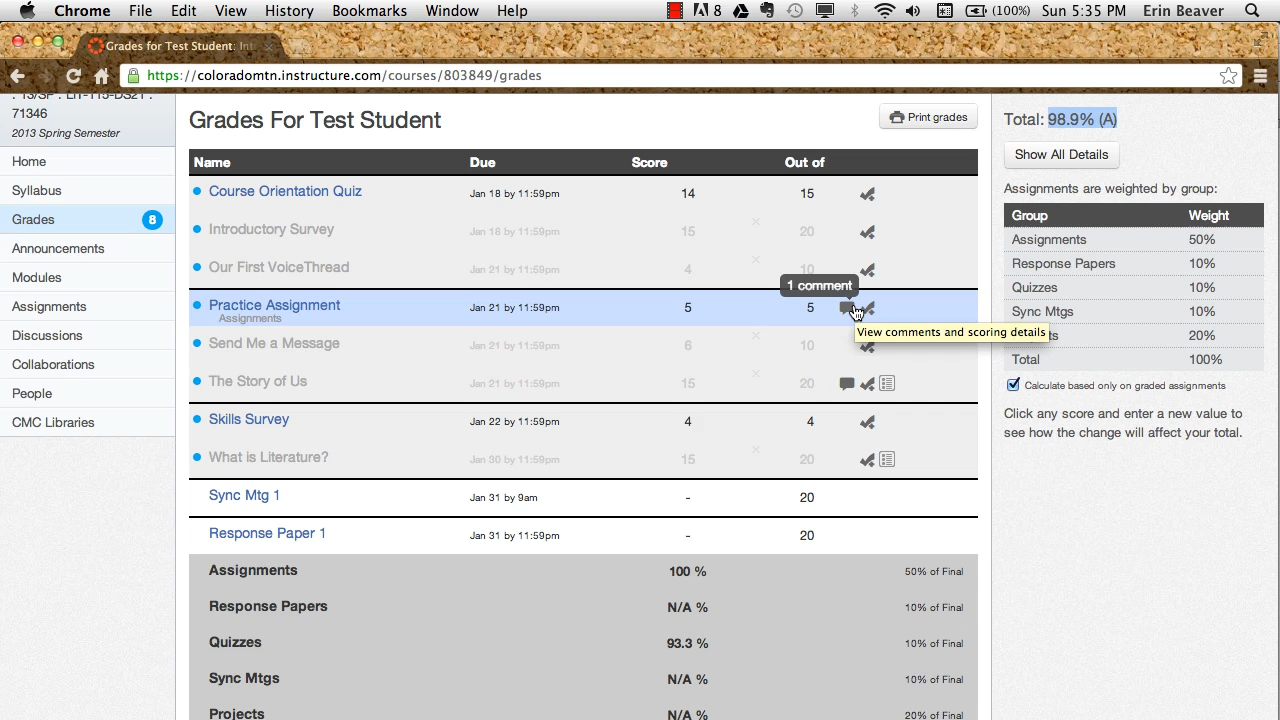 Chrome File Edit View History Bookmarks Window Help 8 (100%) Sun 5:35 PM Erin Beaver
Grades for Test Student: Int
https://coloradomtn.instructure.com/courses/803849/grades
71346
2013 Spring Semester
Home
Syllabus
Grades 8
Announcements
Modules
Assignments
Discussions
Collaborations
People
CMC Libraries
Grades For Test Student
Print grades
Name Due Score Out of
Course Orientation Quiz Jan 18 by 11:59pm 14 15
Introductory Survey Jan 18 by 11:59pm 15 20
Our First VoiceThread Jan 21 by 11:59pm 4 10
1 comment
Practice Assignment Jan 21 by 11:59pm 5 5
Assignments
View comments and scoring details
Send Me a Message Jan 21 by 11:59pm 6 10
The Story of Us Jan 21 by 11:59pm 15 20
Skills Survey Jan 22 by 11:59pm 4 4
What is Literature? Jan 30 by 11:59pm 15 20
Sync Mtg 1 Jan 31 by 9am - 20
Response Paper 1 Jan 31 by 11:59pm - 20
Assignments 100 % 50% of Final
Response Papers N/A % 10% of Final
Quizzes 93.3 % 10% of Final
Sync Mtgs N/A % 10% of Final
Projects N/A % 20% of Final
Total: 98.9% (A)
Show All Details
Assignments are weighted by group:
Group Weight
Assignments 50%
Response Papers 10%
Quizzes 10%
Sync Mtgs 10%
20%
Total 100%
Calculate based only on graded assignments
Click any score and enter a new value to
see how the change will affect your total.